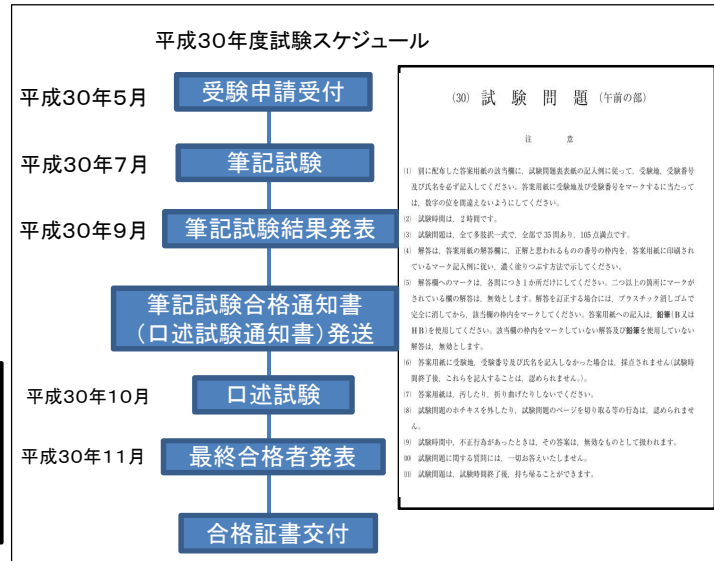 平成30年度試験スケジュール
平成30年5月
受験申請受付
平成30年7月
筆記試験
平成30年9月
筆記試験結果発表
筆記試験合格通知書
(口述試験通知書)発送
平成30年10月
口述試験
平成30年11月
最終合格者発表
合格証書交付
(30) 試験問題 (午前の部)
注意
(1) 別に配布した答案用紙の該当欄に,試験問題裏表紙の記入例に従って,受験地,受験番号
及び氏名を必ず記入してください。答案用紙に受験地及び受験番号をマークするに当たって
は,数字の位を間違えないようにしてください。
(2) 試験時間は,2時間です。
(3) 試験問題は,全て多肢択一式で,全部で35問あり,105点満点です。
(4) 解答は,答案用紙の解答欄に,正解と思われるものの番号の枠内を,答案用紙に印刷され
ているマーク記入例に従い,濃く塗りつぶす方法で示してください。
(5) 解答欄へのマークは,各問につき1か所だけにしてください。二つ以上の箇所にマーク
がされている欄の解答は,無効とします。解答を訂正する場合には,プラスチック消しゴムで
完全に消してから,該当欄の枠内をマークしてください。答案用紙への記入は,鉛筆(B又は
HB)を使用してください。該当欄の枠内をマークしていない解答及び鉛筆を使用していない
解答は,無効とします。
(6) 答案用紙に受験地,受験番号及び氏名を記入しなかった場合は,採点されません(試験時
間終了後,これらを記入することは,認められません。)。
(7) 答案用紙は,汚したり,折り曲げたりしないでください。
(8) 試験問題のホチキスを外したり,試験問題のページを切り取る等の行為は,認められませ
ん。
(9) 試験時間中,不正行為があったときは,その答案は,無効なものとして扱われます。
(10) 試験問題に関する質問には,一切お答えいたしません。
(11) 試験問題は,試験時間終了後,持ち帰ることができます。